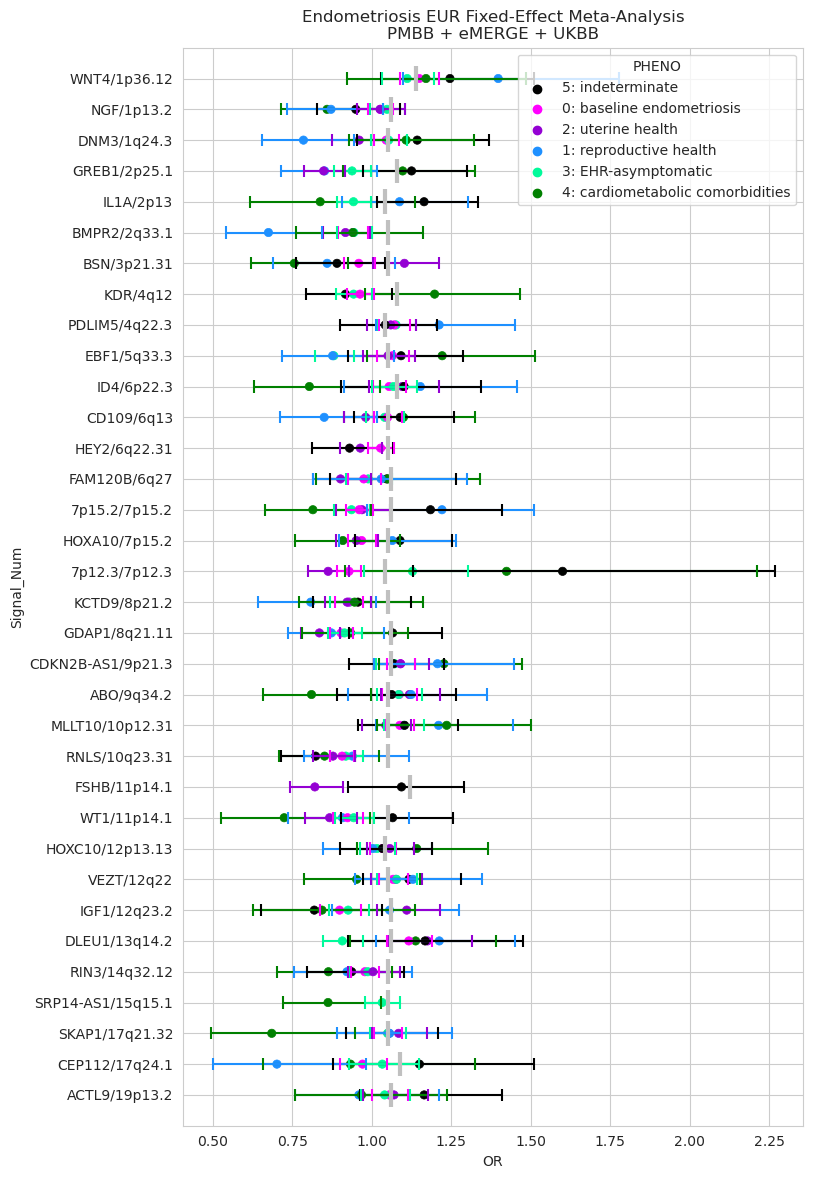 Endometriosis EUR Fixed-Effect Meta-Analysis
PMBB + eMERGE + UKBB
PHENO
5: indeterminate
0: baseline endometriosis
2: uterine health
1: reproductive health
3: EHR-asymptomatic
4: cardiometabolic comorbidities
Signal_Num
WNT4/1p36.12
NGF/1p13.2
DNM3/1q24.3
GREB1/2p25.1
IL1A/2p13
BMPR2/2q33.1
BSN/3p21.31
KDR/4q12
PDLIM5/4q22.3
EBF1/5q33.3
ID4/6p22.3
CD109/6q13
HEY2/6q22.31
FAM120B/6q27
7p15.2/7p15.2
HOXA10/7p15.2
7p12.3/7p12.3
KCTD9/8p21.2
GDAP1/8q21.11
CDKN2B-AS1/9p21.3
ABO/9q34.2
MLLT10/10p12.31
RNLS/10q23.31
FSHB/11p14.1
WT1/11p14.1
HOXC10/12p13.13
VEZT/12q22
IGF1/12q23.2
DLEU1/13q14.2
RIN3/14q32.12
SRP14-AS1/15q15.1
SKAP1/17q21.32
CEP112/17q24.1
ACTL9/19p13.2
0.50 0.75 1.00 1.25 1.50 1.75 2.00 2.25
OR